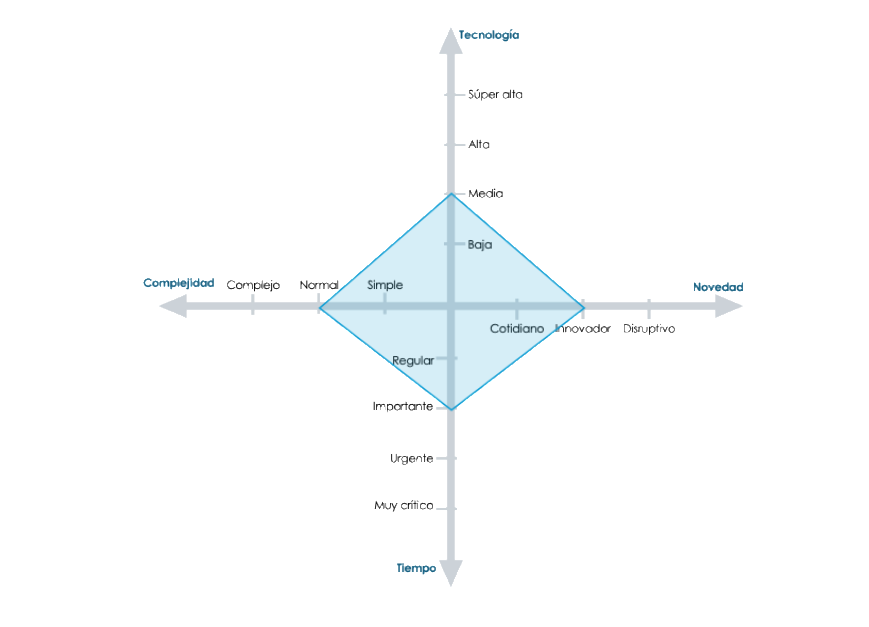 Tecnología
Súper alta
Alta
Media
Baja
Complejidad
Complejo
Normal
Simple
Novedad
Cotidiano
Innovador
Disruptivo
Regular
Importante
Urgente
Muy crítico
Tiempo